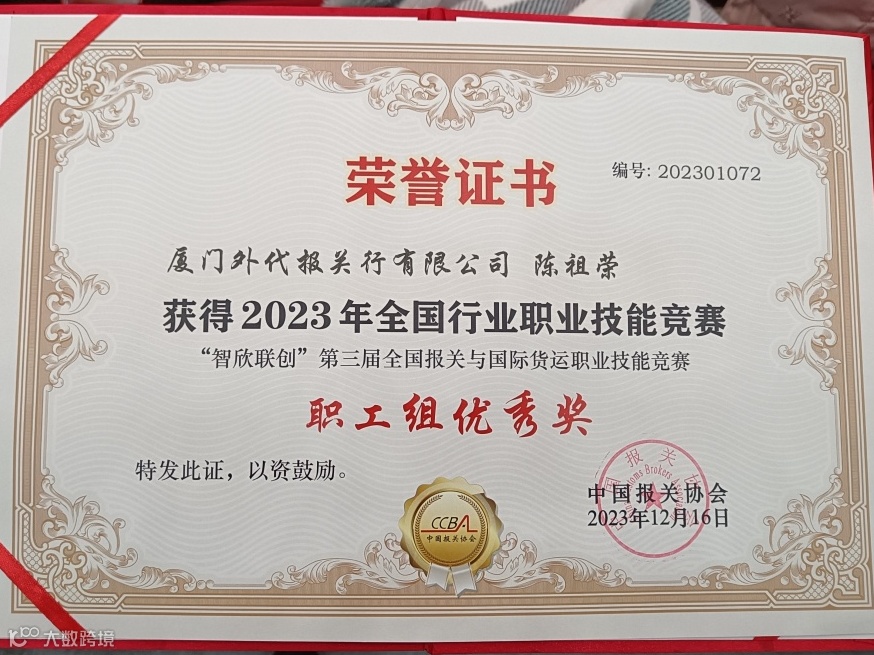 荣誉证书
编号: 202301072
厦门外代报关行有限公司 陈祖荣
获得2023年全国行业职业技能竞赛
“智欣联创”第三届全国报关与国际货运职业技能竞赛
职工组优秀奖
特发此证，以资鼓励。
中国报关协会
2023年12月16日
CCBA
中国报关协会
大数跨境